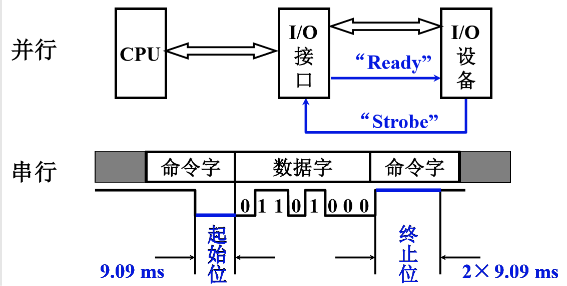 并行
CPU
I/O
接
口
I/O
设
备
“Ready”
“Strobe”
串行
命令字
数据字
命令字
0 1 1 0 1 0 0 0
起
始
位
终
止
位
9.09 ms
2×9.09 ms